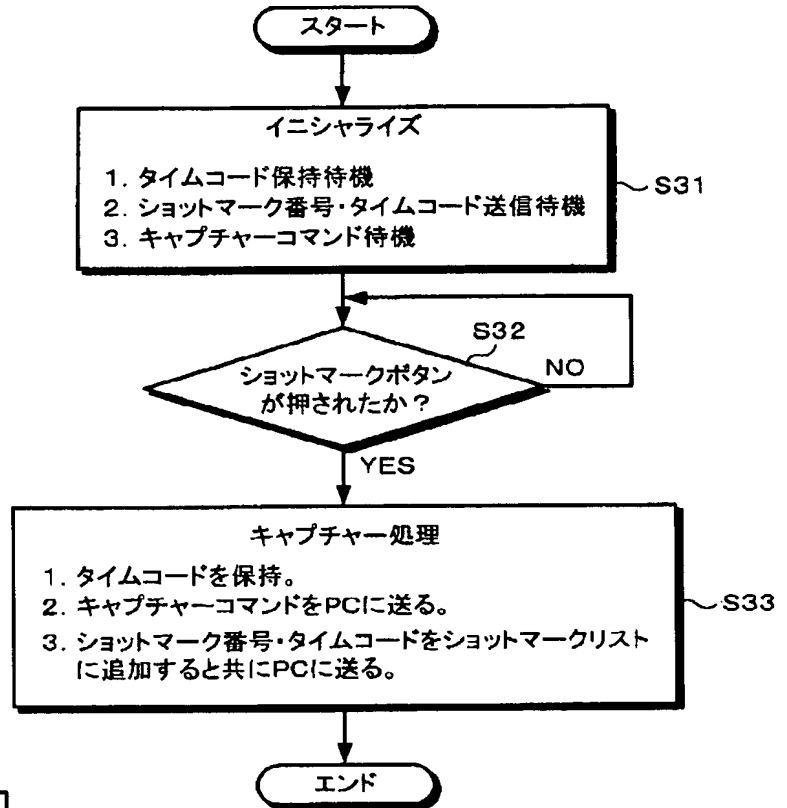 スタート
イニシャライズ
1. タイムコード保持待機
2. ショットマーク番号・タイムコード送信待機
3. キャプチャーコマンド待機
S31
S32
ショットマークボタン
が押されたか？
NO
YES
キャプチャー処理
1. タイムコードを保持。
2. キャプチャーコマンドをPCに送る。
3. ショットマーク番号・タイムコードをショットマークリスト
に追加すると共にPCに送る。
S33
エンド